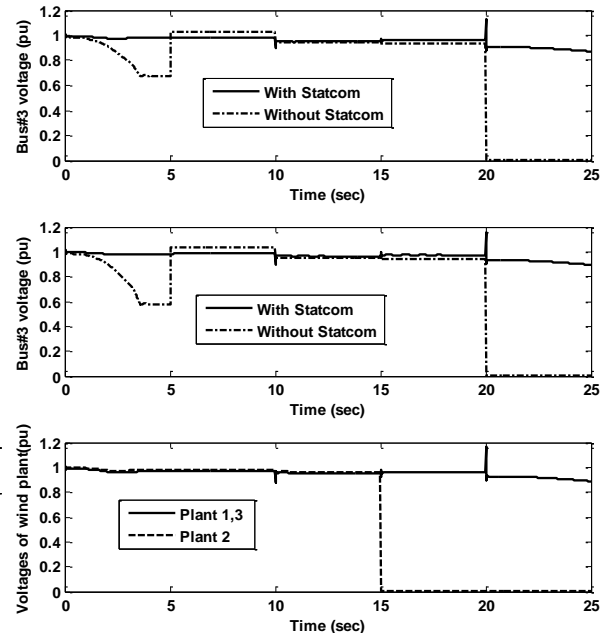 1.2
1
0.8
0.6
0.4
0.2
0
Bus#3 voltage (pu)
With Statcom
Without Statcom
0 5 10 15 20 25
Time (sec)
1.2
1
0.8
0.6
0.4
0.2
0
Bus#3 voltage (pu)
With Statcom
Without Statcom
0 5 10 15 20 25
Time (sec)
1.2
1
0.8
0.6
0.4
0.2
0
Voltages of wind plant(pu)
Plant 1,3
Plant 2
0 5 10 15 20 25
Time (sec)